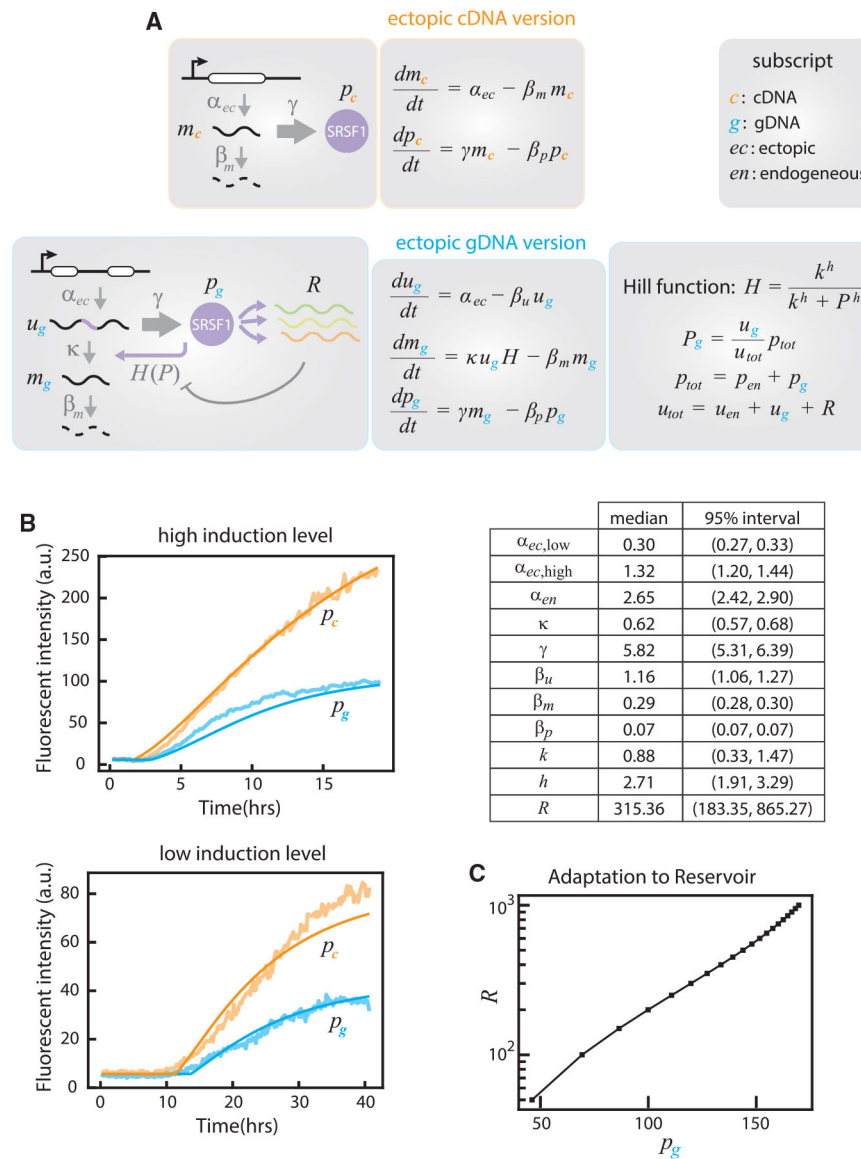 A
ectopic cDNA version
α_ec
γ
p_c
m_c
SRSF1
β_m
dm_c/dt = α_ec − β_m m_c
dp_c/dt = γm_c − β_p p_c
subscript
c: cDNA
g: gDNA
ec: ectopic
en: endogeneous
ectopic gDNA version
α_ec
γ
p_g
R
u_g
SRSF1
κ
H(P)
m_g
β_m
du_g/dt = α_ec − β_u u_g
dm_g/dt = κu_g H − β_m m_g
dp_g/dt = γm_g − β_p p_g
Hill function: H = k^h / (k^h + P^h)
P_g = u_g/u_tot p_tot
p_tot = p_en + p_g
u_tot = u_en + u_g + R
B
high induction level
Fluorescent intensity (a.u.)
250
200
150
100
50
0
p_c
p_g
0 5 10 15
Time(hrs)
low induction level
Fluorescent intensity (a.u.)
80
60
40
20
0
p_c
p_g
0 10 20 30 40
Time(hrs)
median 95% interval
α_ec,low 0.30 (0.27, 0.33)
α_ec,high 1.32 (1.20, 1.44)
α_en 2.65 (2.42, 2.90)
κ 0.62 (0.57, 0.68)
γ 5.82 (5.31, 6.39)
β_u 1.16 (1.06, 1.27)
β_m 0.29 (0.28, 0.30)
β_p 0.07 (0.07, 0.07)
k 0.88 (0.33, 1.47)
h 2.71 (1.91, 3.29)
R 315.36 (183.35, 865.27)
C
Adaptation to Reservoir
10^3
R
10^2
50 100 150
p_g